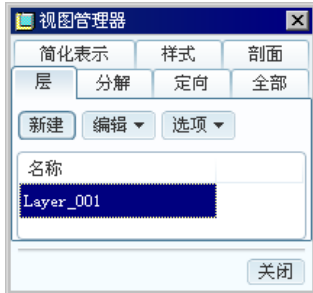 视图管理器
简化表示 样式 剖面
层 分解 定向 全部
新建 编辑 选项
名称
Layer_001
关闭